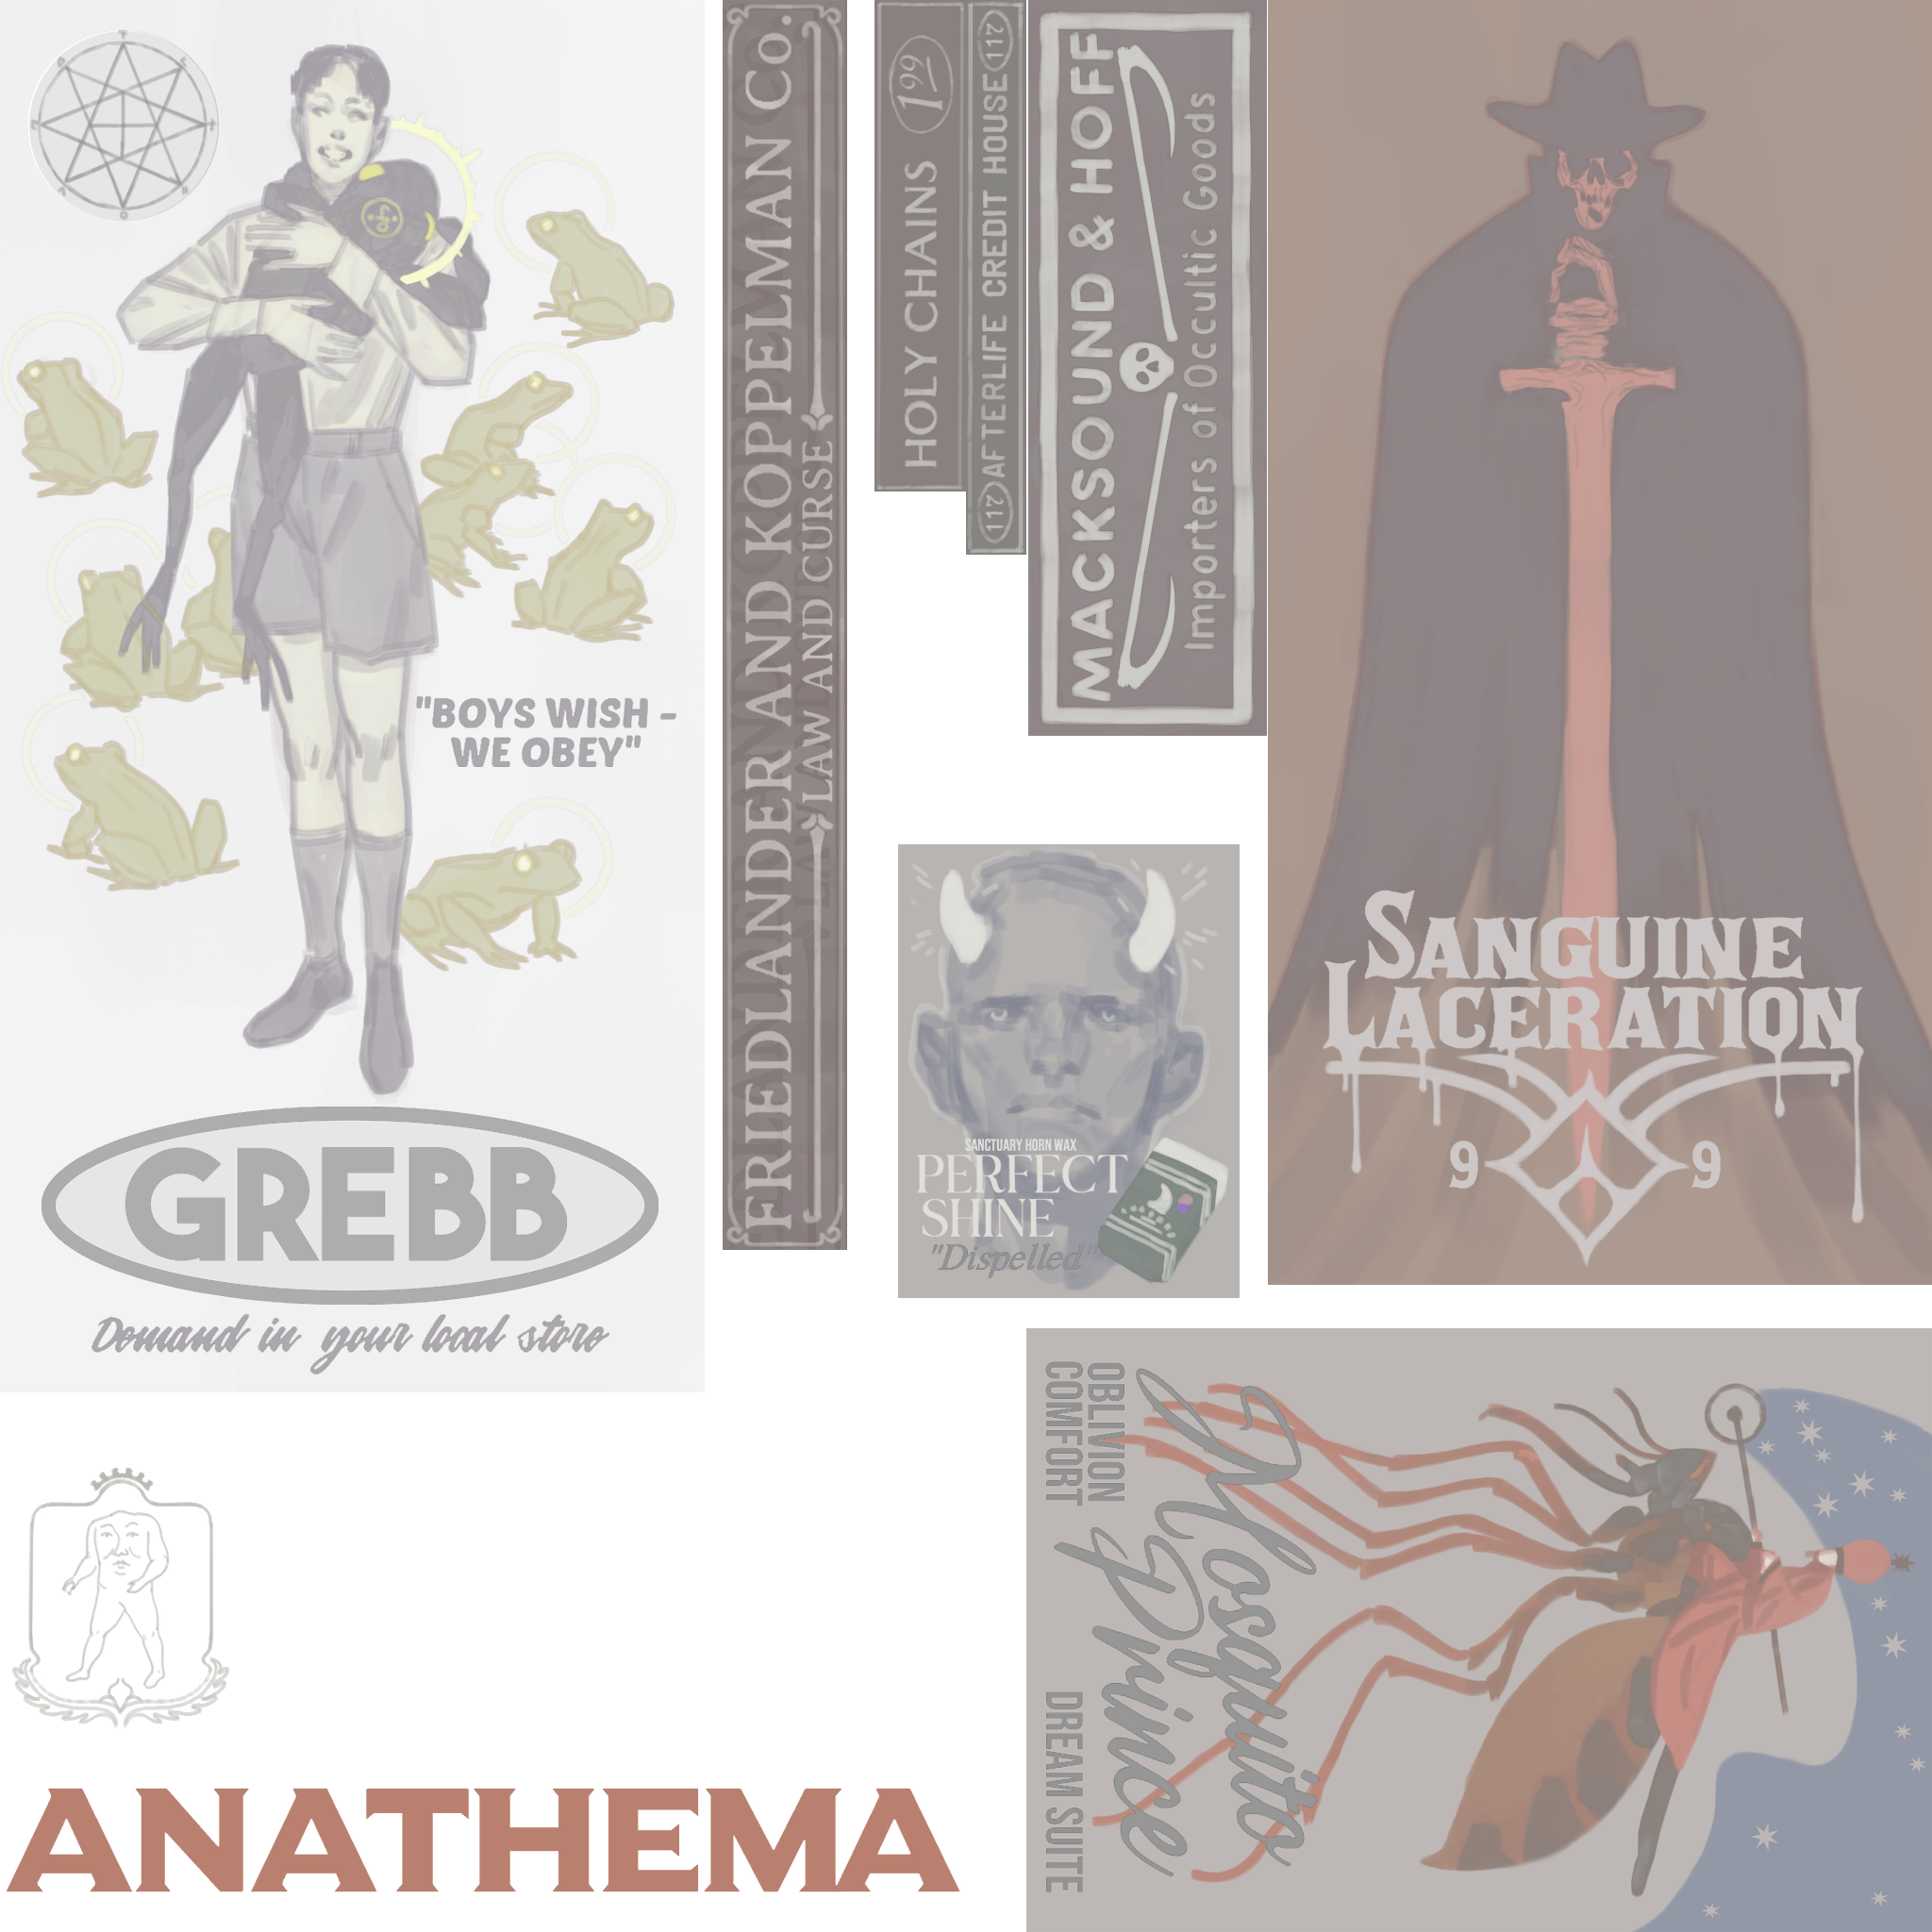 "BOYS WISH -
WE OBEY"
GREBB
Demand in your local store
FRIEDLANDER AND KOPPELMAN Co.
LAW AND CURSE
HOLY CHAINS 1.99
117 AFTERLIFE CREDIT HOUSE 117
MACKSOUND & HOFF
Importers of Occultic Goods
SANGUINE
LACERATION
9 9
SANCTUARY HORN WAX
PERFECT
SHINE
"Dispelled"
OBLIVION
COMFORT
Mosquito
Prince
DREAM SUITE
ANATHEMA